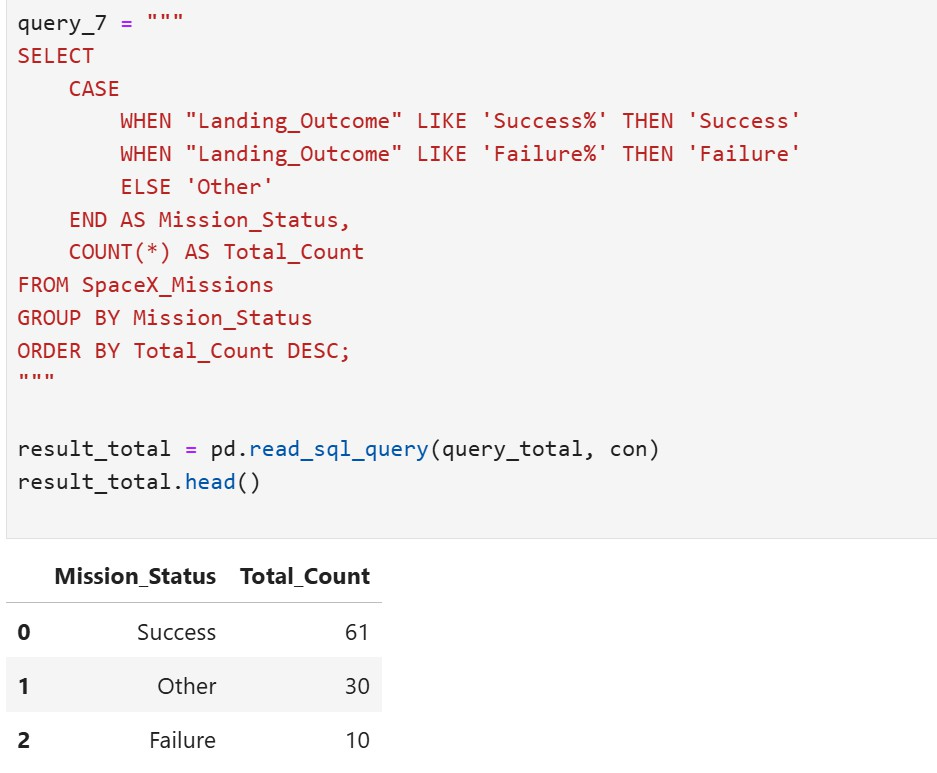 query_7 = """
SELECT
    CASE
        WHEN "Landing_Outcome" LIKE 'Success%' THEN 'Success'
        WHEN "Landing_Outcome" LIKE 'Failure%' THEN 'Failure'
        ELSE 'Other'
    END AS Mission_Status,
    COUNT(*) AS Total_Count
FROM SpaceX_Missions
GROUP BY Mission_Status
ORDER BY Total_Count DESC;
"""
result_total = pd.read_sql_query(query_total, con)
result_total.head()
Mission_Status Total_Count
0 Success 61
1 Other 30
2 Failure 10